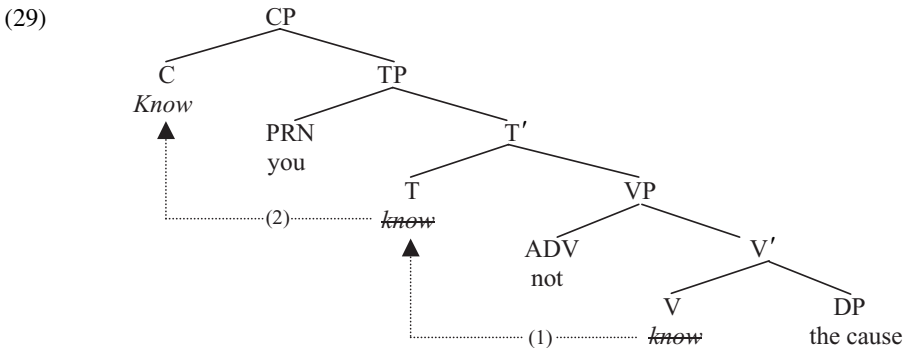 (29) CP
C TP
Know PRN T′
you T VP
(2) know ADV V′
not V DP
(1) know the cause